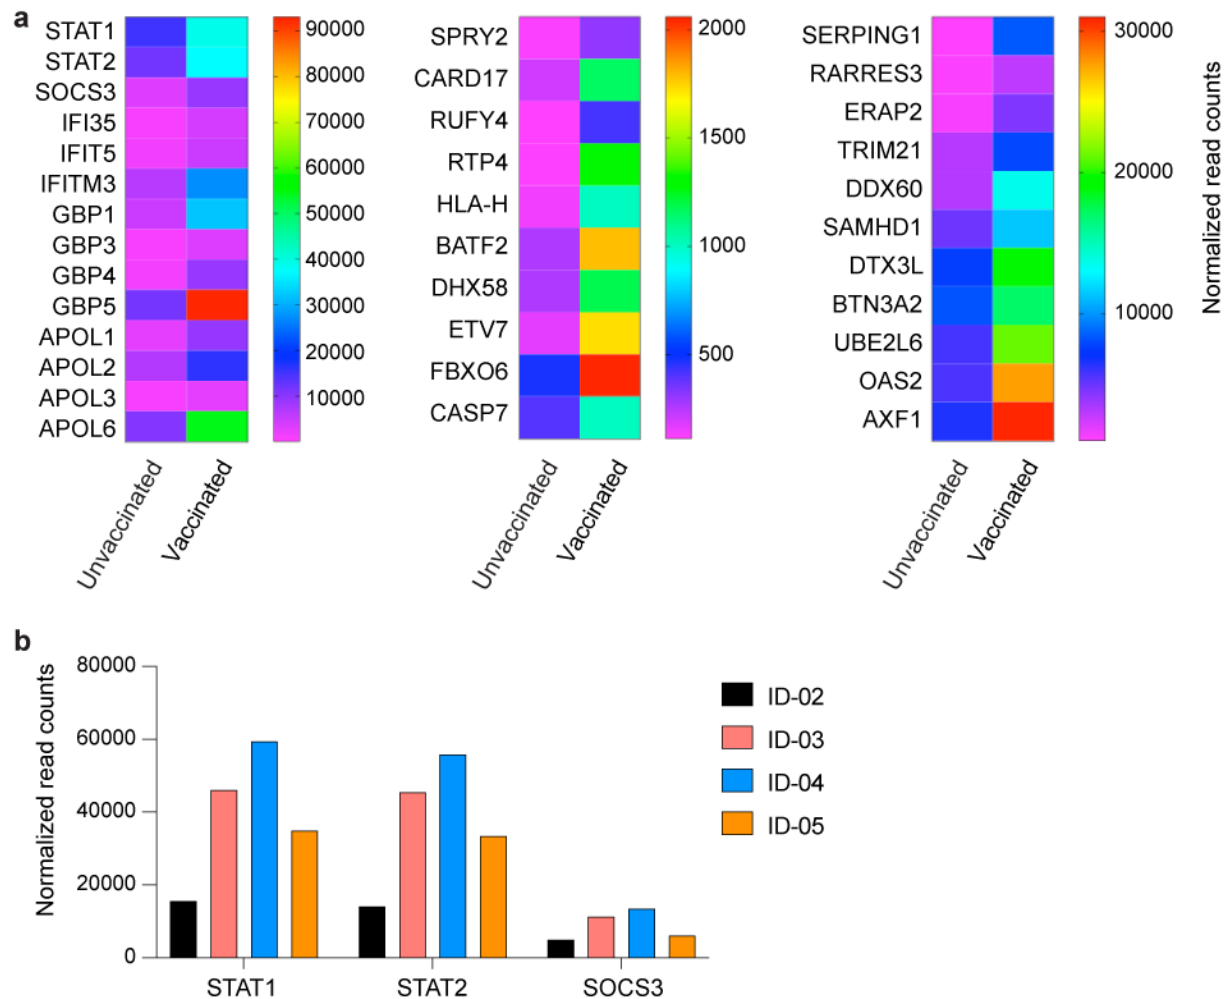 a
STAT1
STAT2
SOCS3
IFI35
IFIT5
IFITM3
GBP1
GBP3
GBP4
GBP5
APOL1
APOL2
APOL3
APOL6
90000
80000
70000
60000
50000
40000
30000
20000
10000
Unvaccinated
Vaccinated
SPRY2
CARD17
RUFY4
RTP4
HLA-H
BATF2
DHX58
ETV7
FBXO6
CASP7
2000
1500
1000
500
Unvaccinated
Vaccinated
SERPING1
RARRES3
ERAP2
TRIM21
DDX60
SAMHD1
DTX3L
BTN3A2
UBE2L6
OAS2
AXF1
30000
20000
10000
Normalized read counts
Unvaccinated
Vaccinated
b
Normalized read counts
80000
60000
40000
20000
0
STAT1
STAT2
SOCS3
ID-02
ID-03
ID-04
ID-05